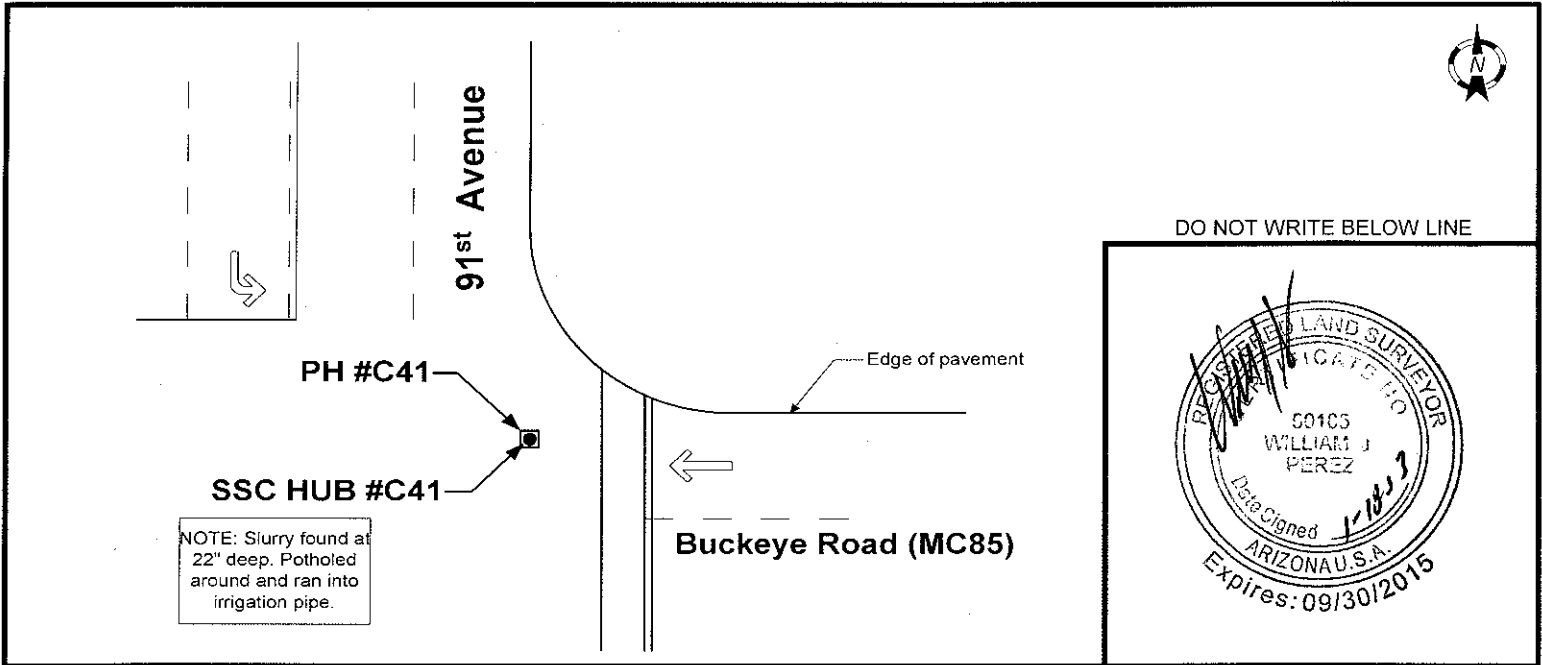 N
91st Avenue
DO NOT WRITE BELOW LINE
PH #C41
Edge of pavement
SSC HUB #C41
NOTE: Slurry found at
22" deep. Potholed
around and ran into
irrigation pipe.
Buckeye Road (MC85)
REGISTERED LAND SURVEYOR
WILLIAM J
PEREZ
Date Signed
ARIZONA U.S.A.
Expires: 09/30/2015